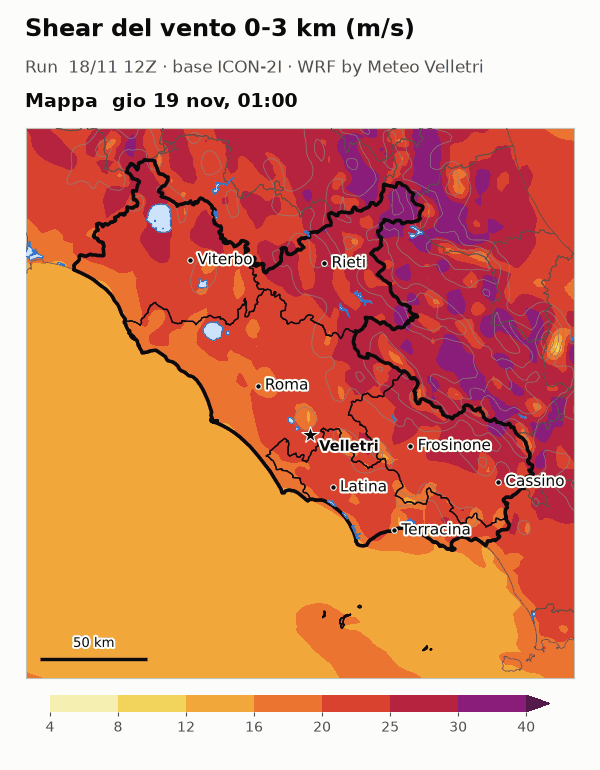 Shear del vento 0-3 km (m/s)
Run  18/11 12Z · base ICON-2I · WRF by Meteo Velletri
Mappa  gio 19 nov, 01:00
Viterbo
Rieti
Roma
Velletri
Frosinone
Latina
Cassino
Terracina
50 km
4 8 12 16 20 25 30 40